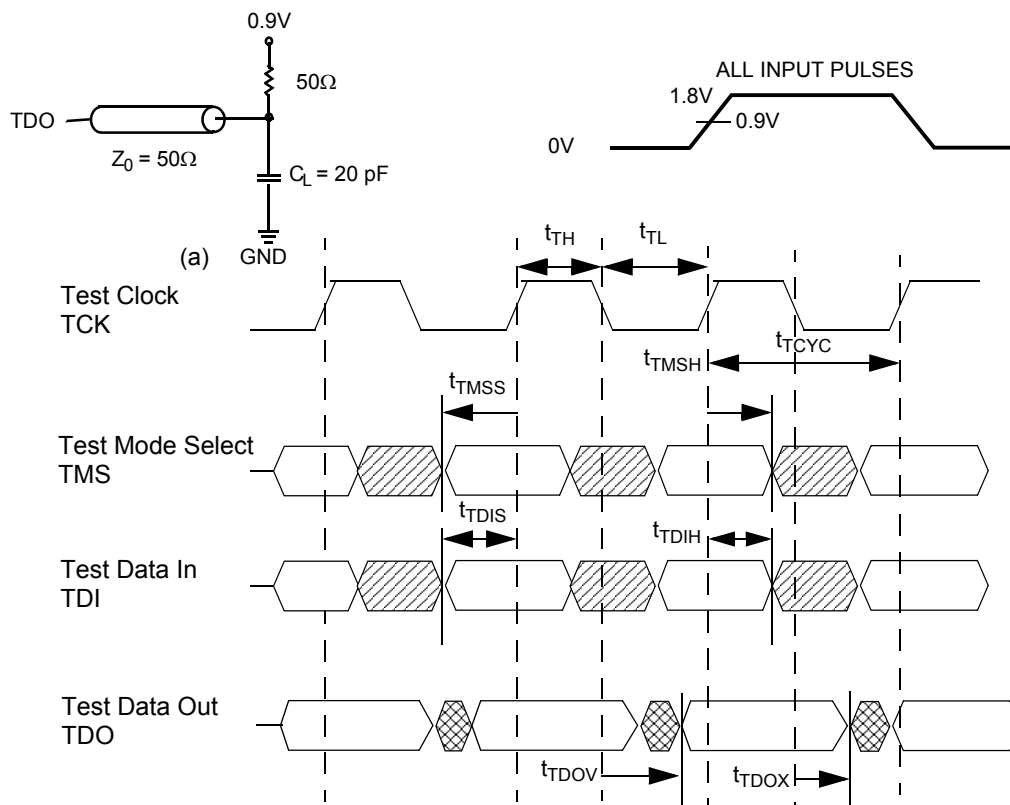 0.9V
50Ω
TDO
Z0 = 50Ω
CL = 20 pF
GND
(a)
ALL INPUT PULSES
1.8V
0.9V
0V
tTH
tTL
Test Clock
TCK
tTCYC
tTMSH
tTMSS
Test Mode Select
TMS
tTDIS
tTDIH
Test Data In
TDI
Test Data Out
TDO
tTDOV
tTDOX